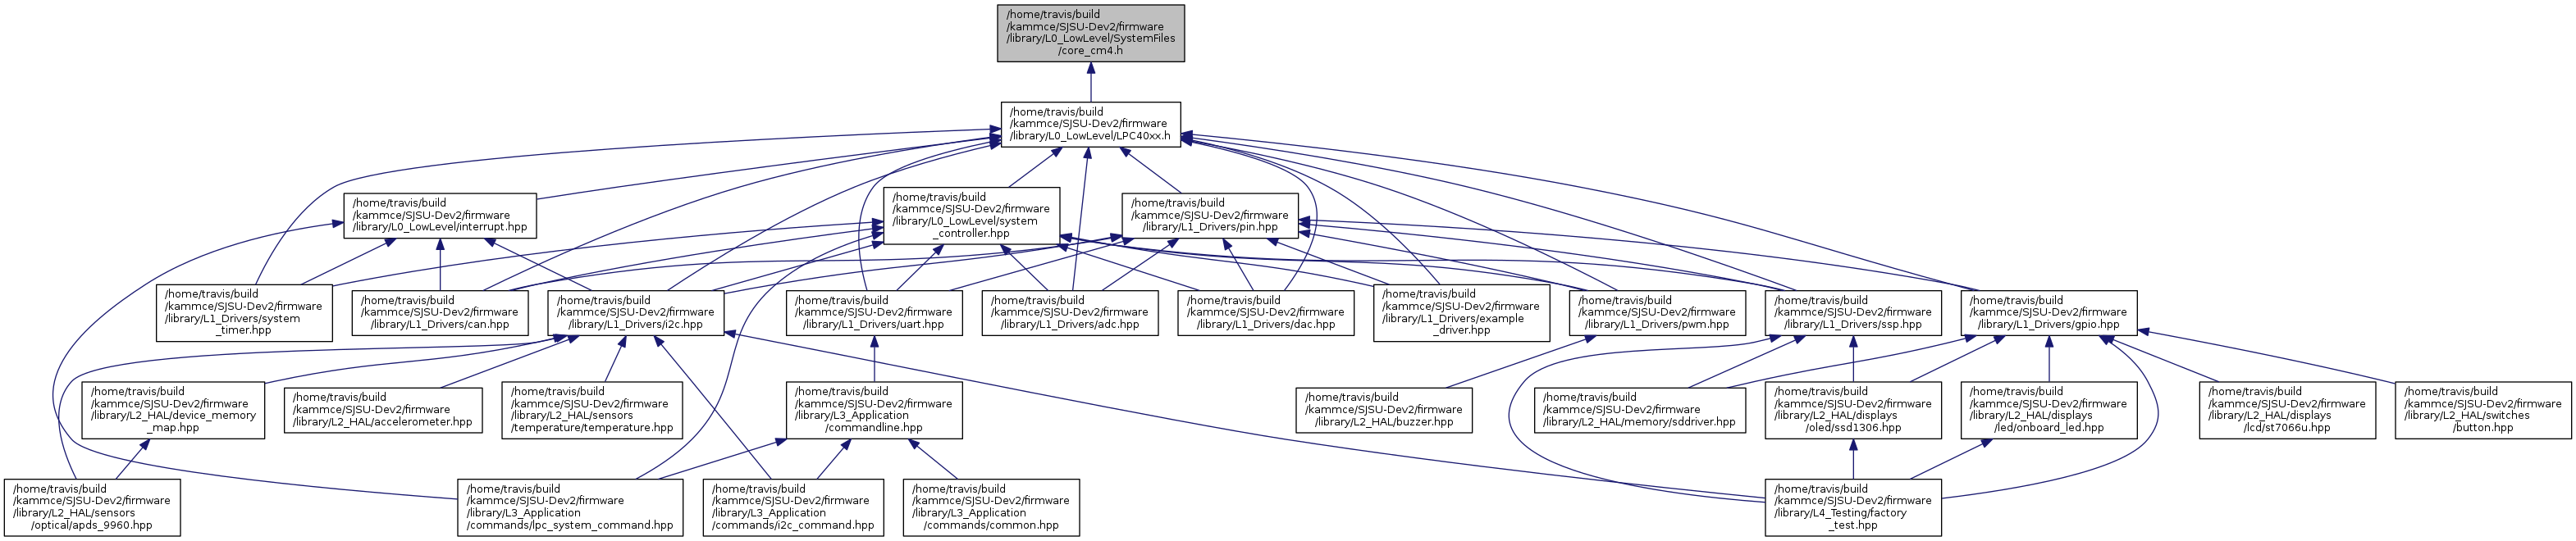 /home/travis/build
/kammce/SJSU-Dev2/firmware
/library/L0_LowLevel/SystemFiles
/core_cm4.h
/home/travis/build
/kammce/SJSU-Dev2/firmware
/library/L0_LowLevel/LPC40xx.h
/home/travis/build
/kammce/SJSU-Dev2/firmware
/library/L0_LowLevel/interrupt.hpp
/home/travis/build
/kammce/SJSU-Dev2/firmware
/library/L0_LowLevel/system
_controller.hpp
/home/travis/build
/kammce/SJSU-Dev2/firmware
/library/L1_Drivers/pin.hpp
/home/travis/build
/kammce/SJSU-Dev2/firmware
/library/L1_Drivers/system
_timer.hpp
/home/travis/build
/kammce/SJSU-Dev2/firmware
/library/L1_Drivers/can.hpp
/home/travis/build
/kammce/SJSU-Dev2/firmware
/library/L1_Drivers/i2c.hpp
/home/travis/build
/kammce/SJSU-Dev2/firmware
/library/L1_Drivers/uart.hpp
/home/travis/build
/kammce/SJSU-Dev2/firmware
/library/L1_Drivers/adc.hpp
/home/travis/build
/kammce/SJSU-Dev2/firmware
/library/L1_Drivers/dac.hpp
/home/travis/build
/kammce/SJSU-Dev2/firmware
/library/L1_Drivers/example
_driver.hpp
/home/travis/build
/kammce/SJSU-Dev2/firmware
/library/L1_Drivers/pwm.hpp
/home/travis/build
/kammce/SJSU-Dev2/firmware
/library/L1_Drivers/ssp.hpp
/home/travis/build
/kammce/SJSU-Dev2/firmware
/library/L1_Drivers/gpio.hpp
/home/travis/build
/kammce/SJSU-Dev2/firmware
/library/L2_HAL/device_memory
_map.hpp
/home/travis/build
/kammce/SJSU-Dev2/firmware
/library/L2_HAL/accelerometer.hpp
/home/travis/build
/kammce/SJSU-Dev2/firmware
/library/L2_HAL/sensors
/temperature/temperature.hpp
/home/travis/build
/kammce/SJSU-Dev2/firmware
/library/L3_Application
/commandline.hpp
/home/travis/build
/kammce/SJSU-Dev2/firmware
/library/L2_HAL/buzzer.hpp
/home/travis/build
/kammce/SJSU-Dev2/firmware
/library/L2_HAL/memory/sddriver.hpp
/home/travis/build
/kammce/SJSU-Dev2/firmware
/library/L2_HAL/displays
/oled/ssd1306.hpp
/home/travis/build
/kammce/SJSU-Dev2/firmware
/library/L2_HAL/displays
/led/onboard_led.hpp
/home/travis/build
/kammce/SJSU-Dev2/firmware
/library/L2_HAL/displays
/lcd/st7066u.hpp
/home/travis/build
/kammce/SJSU-Dev2/firmware
/library/L2_HAL/switches
/button.hpp
/home/travis/build
/kammce/SJSU-Dev2/firmware
/library/L2_HAL/sensors
/optical/apds_9960.hpp
/home/travis/build
/kammce/SJSU-Dev2/firmware
/library/L3_Application
/commands/lpc_system_command.hpp
/home/travis/build
/kammce/SJSU-Dev2/firmware
/library/L3_Application
/commands/i2c_command.hpp
/home/travis/build
/kammce/SJSU-Dev2/firmware
/library/L3_Application
/commands/common.hpp
/home/travis/build
/kammce/SJSU-Dev2/firmware
/library/L4_Testing/factory
_test.hpp